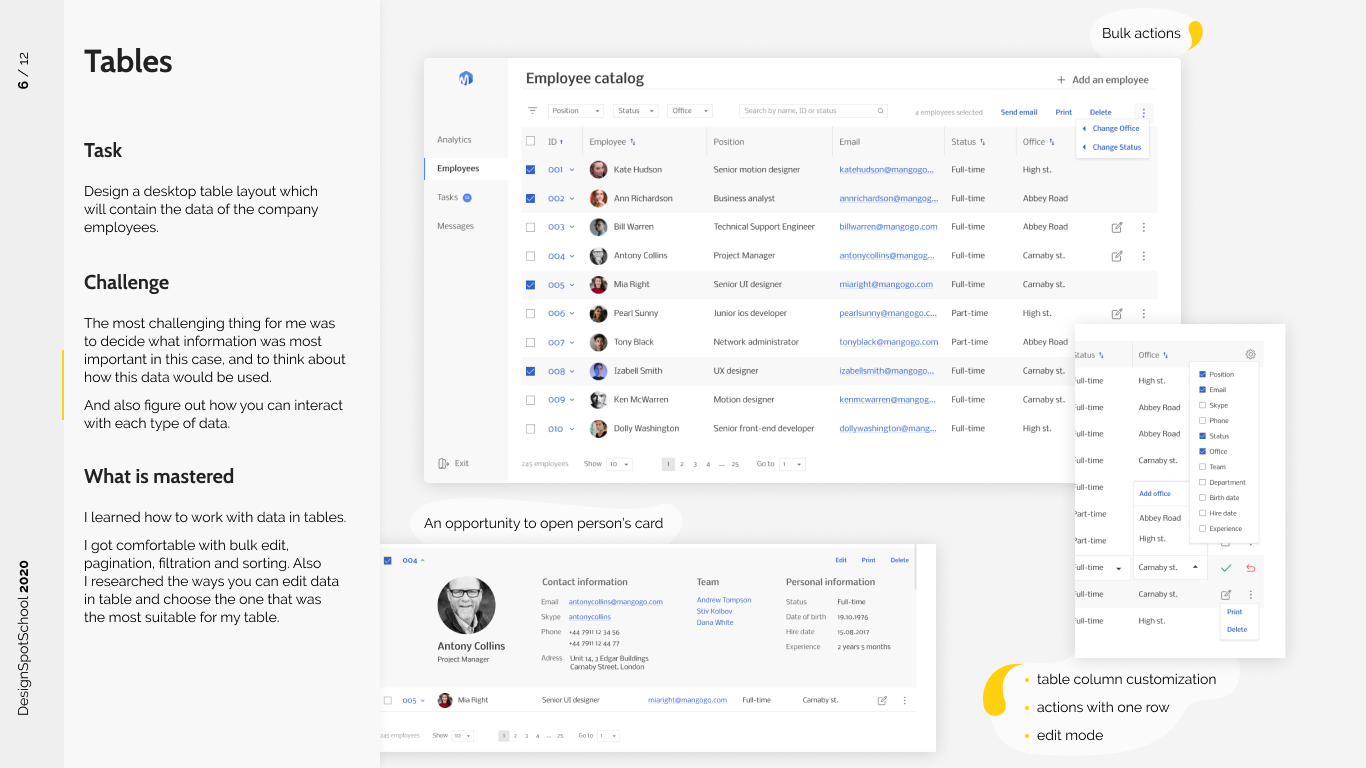 6 / 12
DesignSpotSchool 2020
Tables
Task
Design a desktop table layout which
will contain the data of the company
employees.
Challenge
The most challenging thing for me was
to decide what information was most
important in this case, and to think about
how this data would be used.
And also figure out how you can interact
with each type of data.
What is mastered
I learned how to work with data in tables.
I got comfortable with bulk edit,
pagination, filtration and sorting. Also
I researched the ways you can edit data
in table and choose the one that was
the most suitable for my table.
Bulk actions
Employee catalog
+ Add an employee
Analytics
Employees
Tasks
Messages
Exit
Position Status Office Search by name, ID or status 4 employees selected Send email Print Delete
Change Office
Change Status
ID Employee Position Email Status Office
001 Kate Hudson Senior motion designer katehudson@mangogo... Full-time High st.
002 Ann Richardson Business analyst annrichardson@mangog... Full-time Abbey Road
003 Bill Warren Technical Support Engineer billwarren@mangogo.com Full-time Abbey Road
004 Antony Collins Project Manager antonycollins@mangog... Full-time Carnaby st.
005 Mia Right Senior UI designer miaright@mangogo.com Full-time Carnaby st.
006 Pearl Sunny Junior ios developer pearlsunny@mangogo.c... Part-time High st.
007 Tony Black Network administrator tonyblack@mangogo.com Part-time Abbey Road
008 Izabell Smith UX designer izabellsmith@mangogo... Full-time Carnaby st.
009 Ken McWarren Motion designer kenmcwarren@mangog... Full-time Carnaby st.
010 Dolly Washington Senior front-end developer dollywashington@mang... Full-time High st.
245 employees Show 10 1 2 3 4 ... 25 Go to 1
Status Office
Full-time High st.
Full-time Abbey Road
Full-time Abbey Road
Full-time Carnaby st.
Full-time
Part-time
Part-time
Add office
Abbey Road
High st.
Full-time Carnaby st.
Full-time Carnaby st.
Full-time High st.
Position
Email
Skype
Phone
Status
Office
Team
Department
Birth date
Hire date
Experience
Print
Delete
An opportunity to open person's card
004 Edit Print Delete
Antony Collins
Project Manager
Contact information
Email antonycollins@mangogo.com
Skype antonycollins
Phone +44 7911 12 34 56
+44 7911 12 44 77
Adress Unit 14, 3 Edgar Buildings
Carnaby Street, London
Team
Andrew Tompson
Stiv Kolbov
Dana White
Personal information
Status Full-time
Date of birth 19.10.1976
Hire date 15.08.2017
Experience 2 years 5 months
005 Mia Right Senior UI designer miaright@mangogo.com Full-time Carnaby st.
245 employees Show 10 1 2 3 4 ... 25 Go to 1
• table column customization
• actions with one row
• edit mode